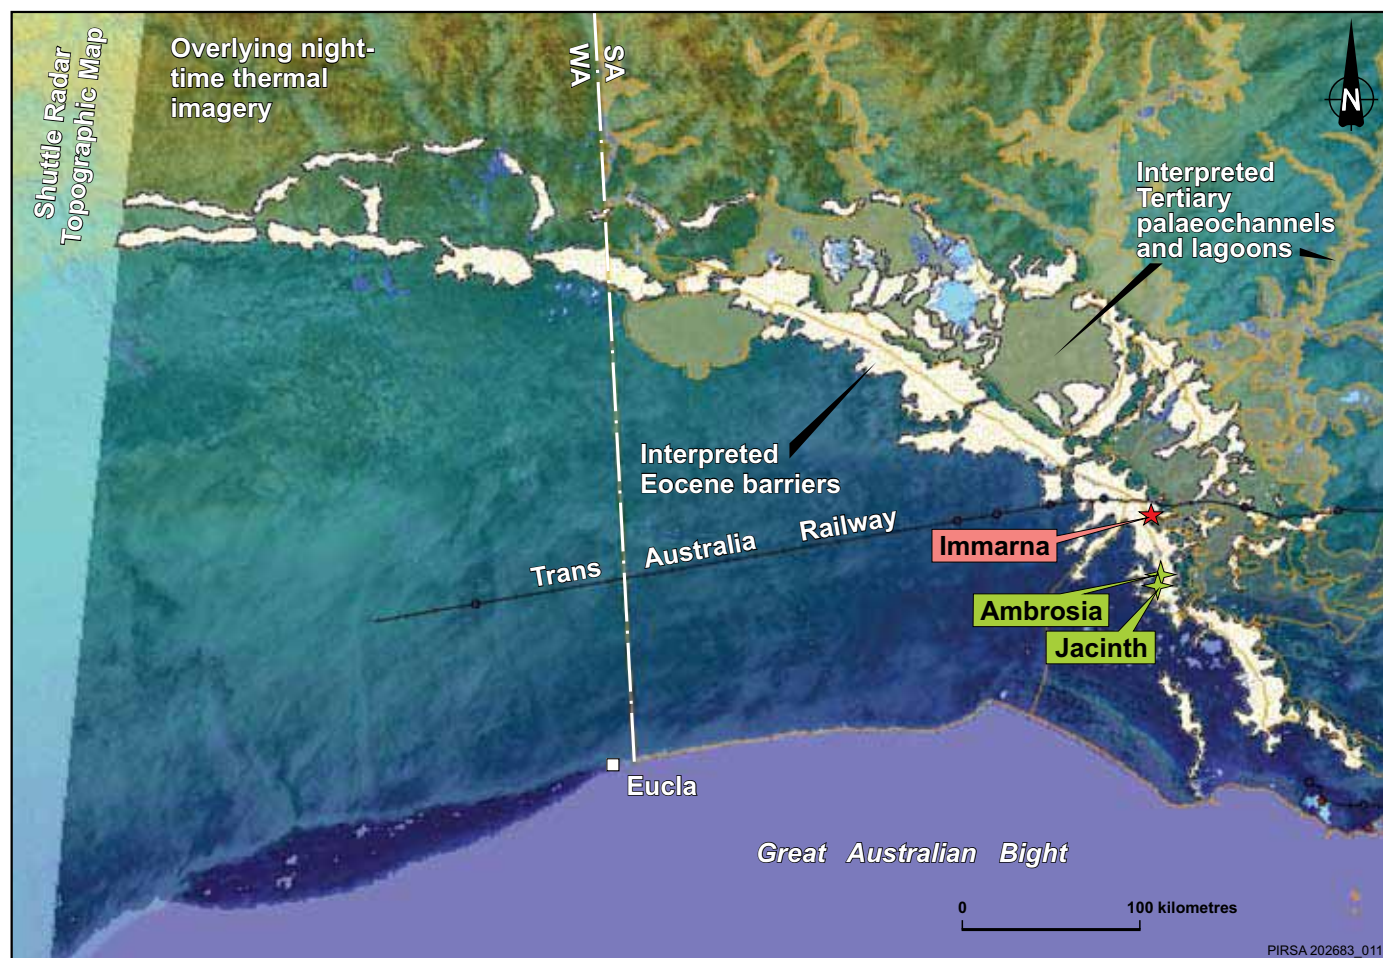 Shuttle Radar
Topographic Map
Overlying night-
time thermal
imagery
WA
SA
N
Interpreted
Tertiary
palaeochannels
and lagoons
Interpreted
Eocene barriers
Trans Australia Railway
Immarna
Ambrosia
Jacinth
Eucla
Great Australian Bight
0 100 kilometres
PIRSA 202683_011